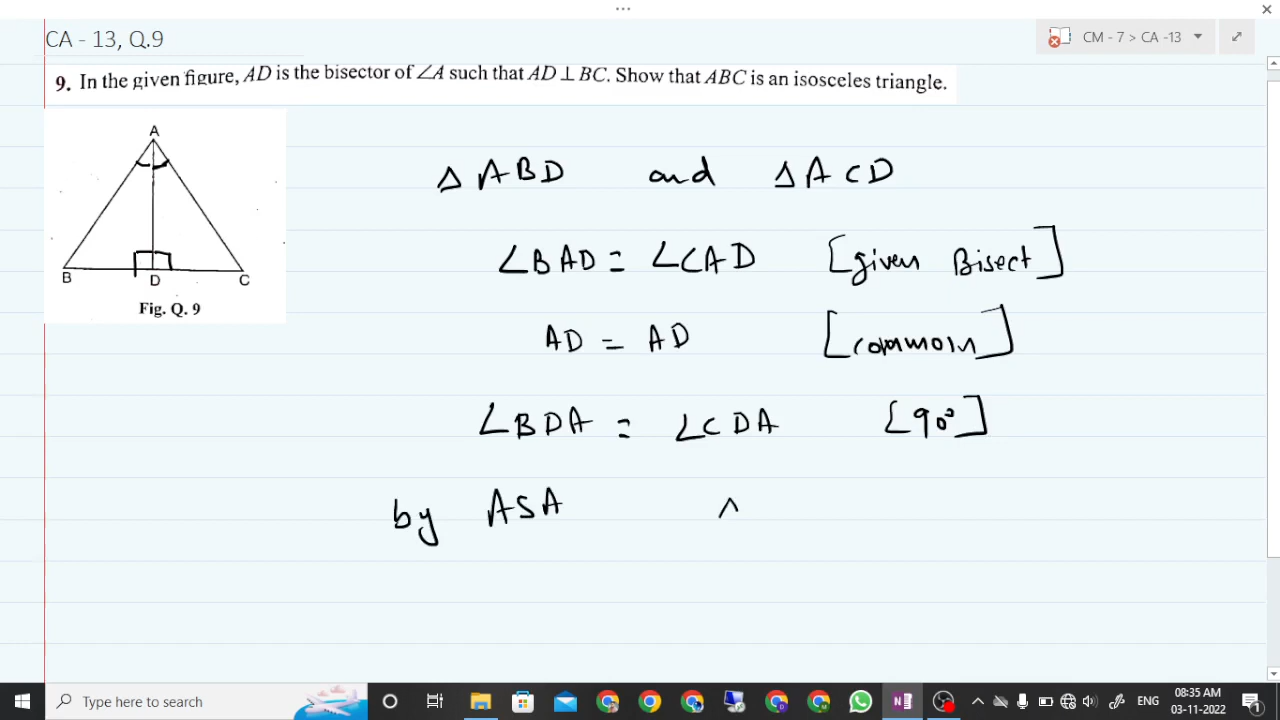 CA - 13, Q.9
CM - 7 > CA -13
9. In the given figure, AD is the bisector of ∠A such that AD ⊥ BC. Show that ABC is an isosceles triangle.
A
B
D
C
Fig. Q. 9
Δ ABD and Δ ACD
∠BAD = ∠CAD [given Bisect]
AD = AD [common]
∠BDA = ∠CDA [90°]
by ASA
Type here to search
ENG
08:35 AM
03-11-2022
1